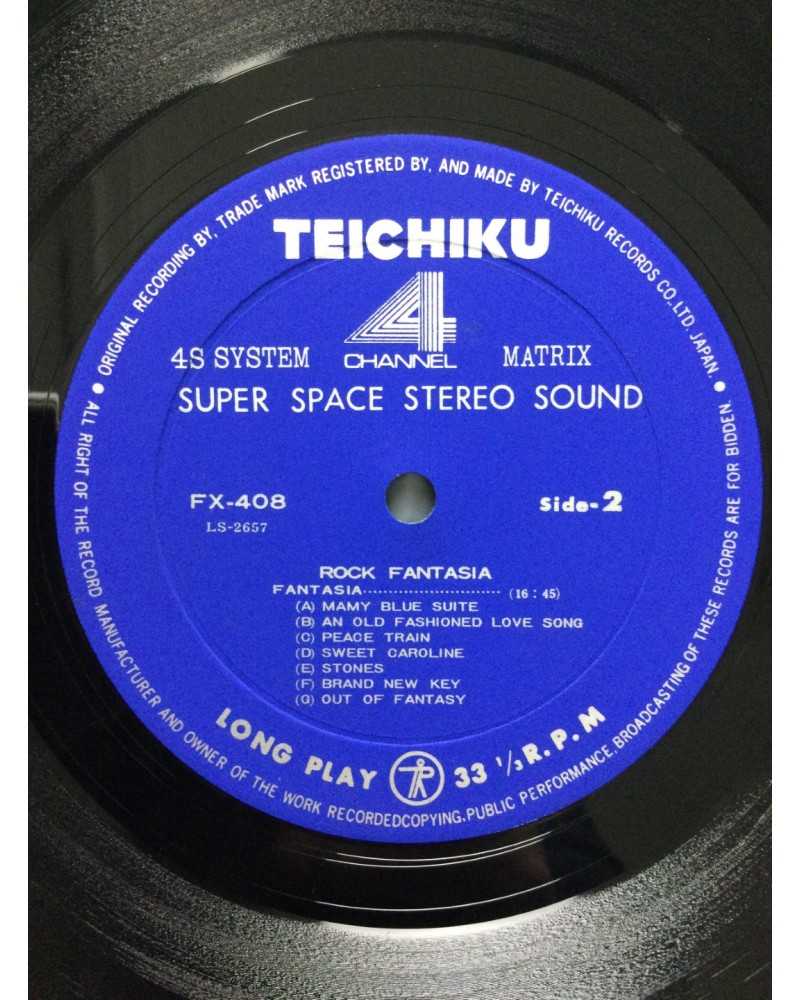 ORIGINAL RECORDING BY, TRADE MARK REGISTERED BY, AND MADE BY TEICHIKU RECORDS CO., LTD. JAPAN.
TEICHIKU
4
4S SYSTEM CHANNEL MATRIX
SUPER SPACE STEREO SOUND
FX-408 Side-2
LS-2657
ROCK FANTASIA
FANTASIA............................ (16:45)
(A) MAMY BLUE SUITE
(B) AN OLD FASHIONED LOVE SONG
(C) PEACE TRAIN
(D) SWEET CAROLINE
(E) STONES
(F) BRAND NEW KEY
(G) OUT OF FANTASY
LONG PLAY 33 1/3 R.P.M
ALL RIGHT OF THE RECORD MANUFACTURER AND OWNER OF THE WORK RECORDEDCOPYING,PUBLIC PERFORMANCE,BROADCASTING OF THESE RECORDS ARE FOR BIDDEN.